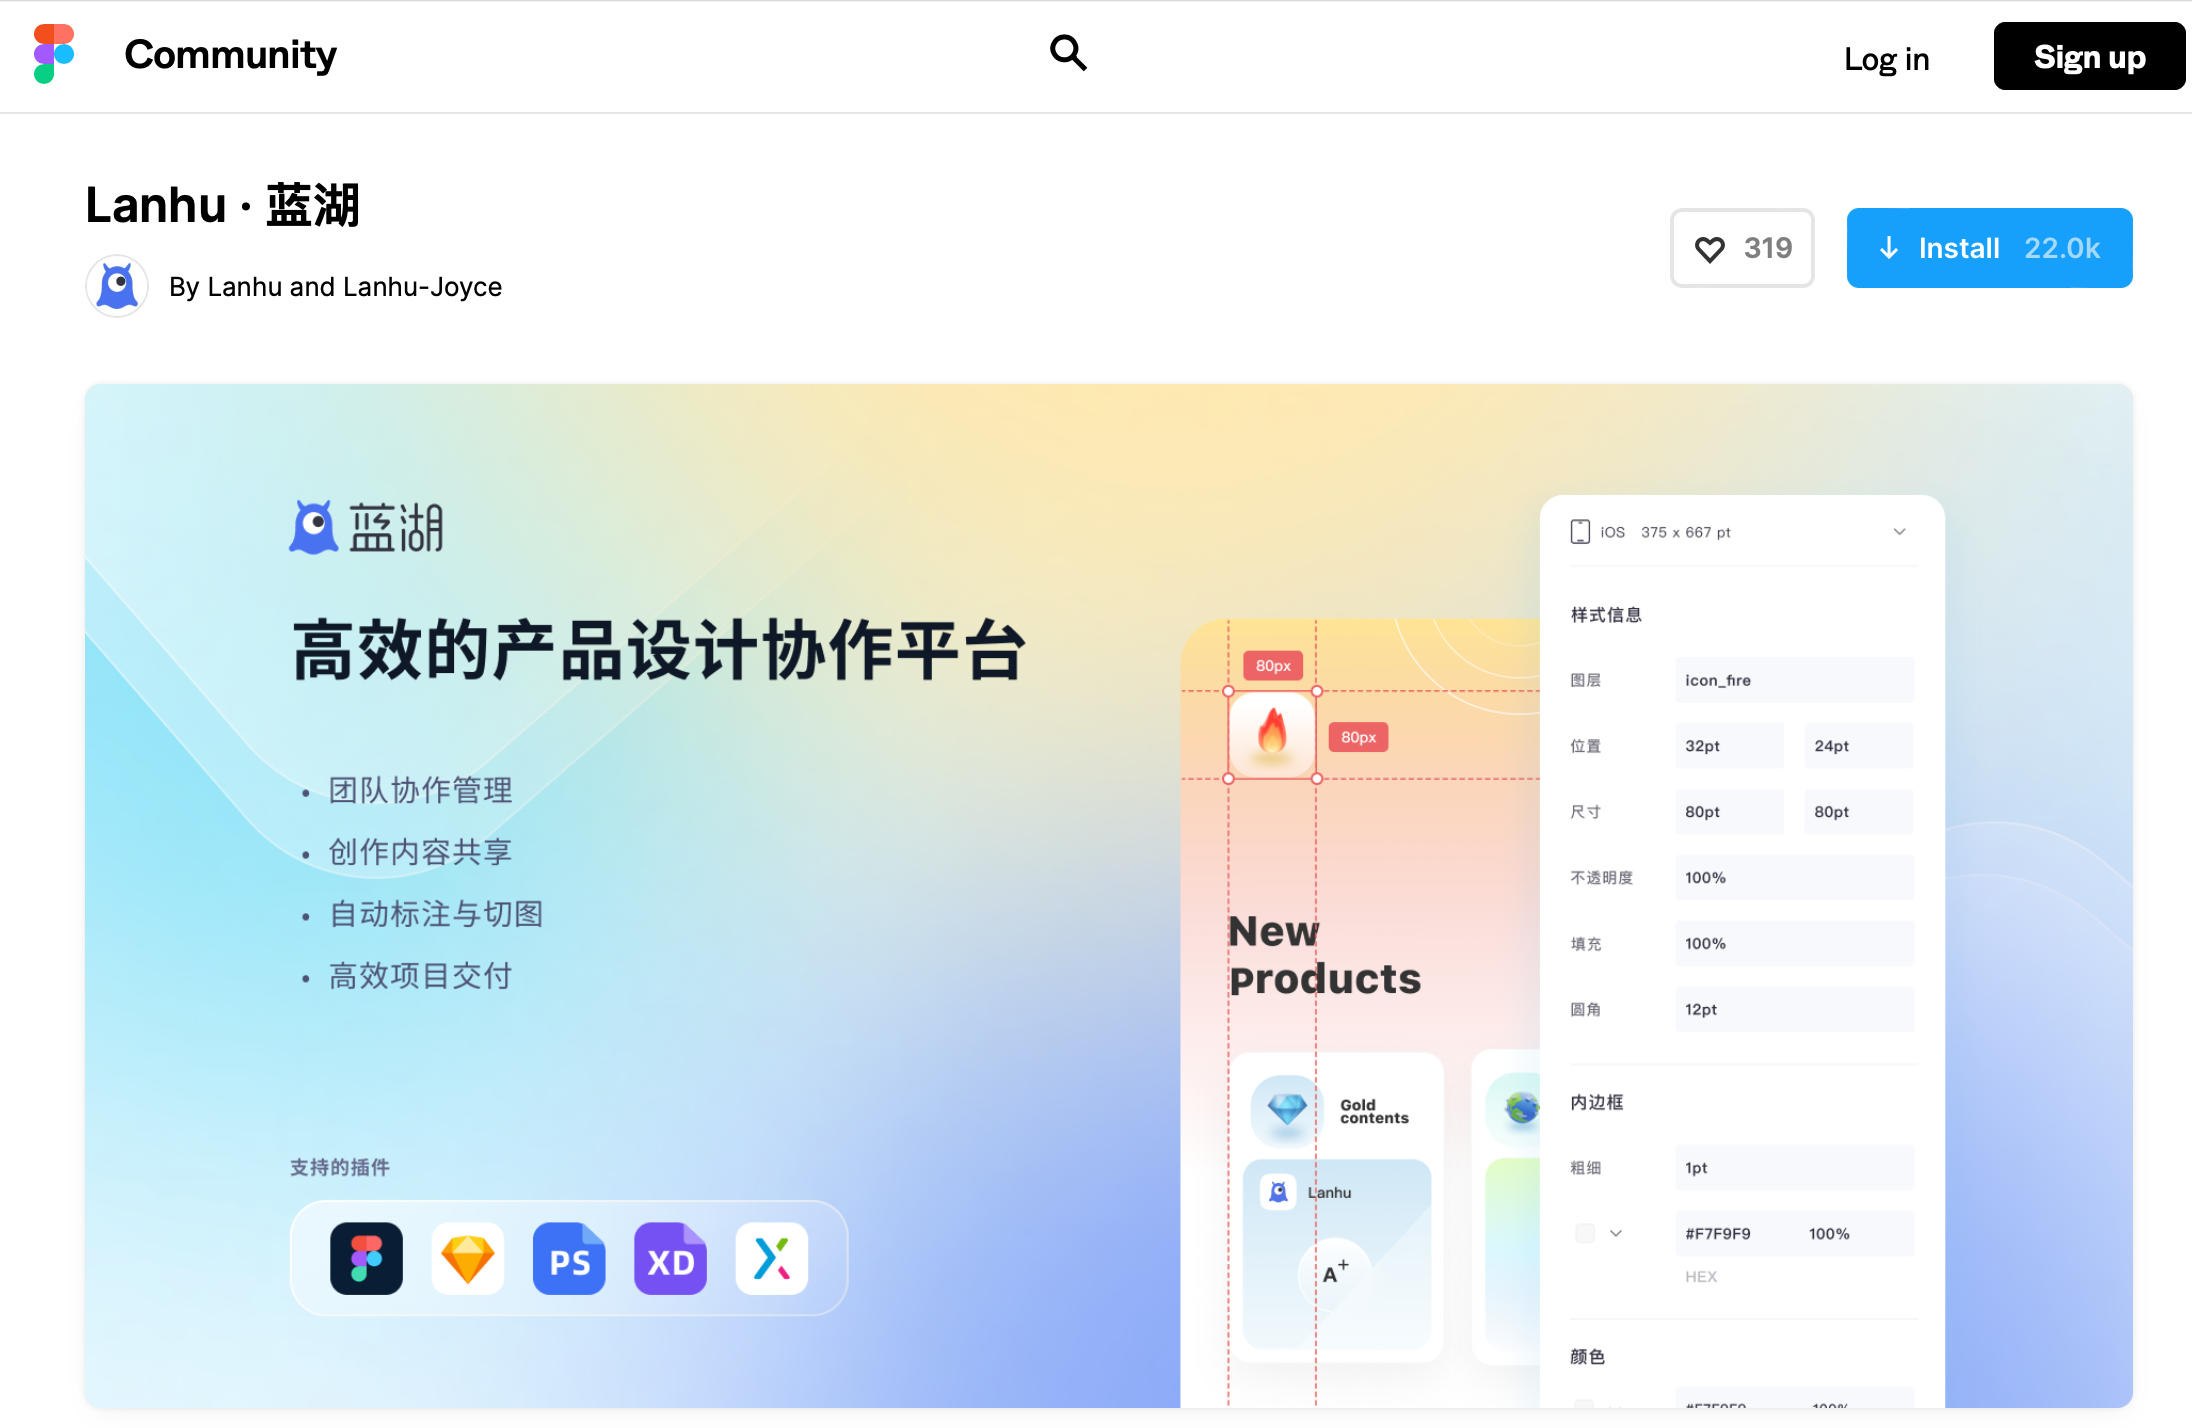 Community
Log in
Sign up
Lanhu · 蓝湖
By Lanhu and Lanhu-Joyce
319
Install 22.0k
蓝湖
高效的产品设计协作平台
• 团队协作管理
• 创作内容共享
• 自动标注与切图
• 高效项目交付
支持的插件
PS
XD
80px
80px
New
Products
Gold
contents
Lanhu
A+
iOS 375 x 667 pt
样式信息
图层 icon_fire
位置 32pt 24pt
尺寸 80pt 80pt
不透明度 100%
填充 100%
圆角 12pt
内边框
粗细 1pt
#F7F9F9 100%
HEX
颜色